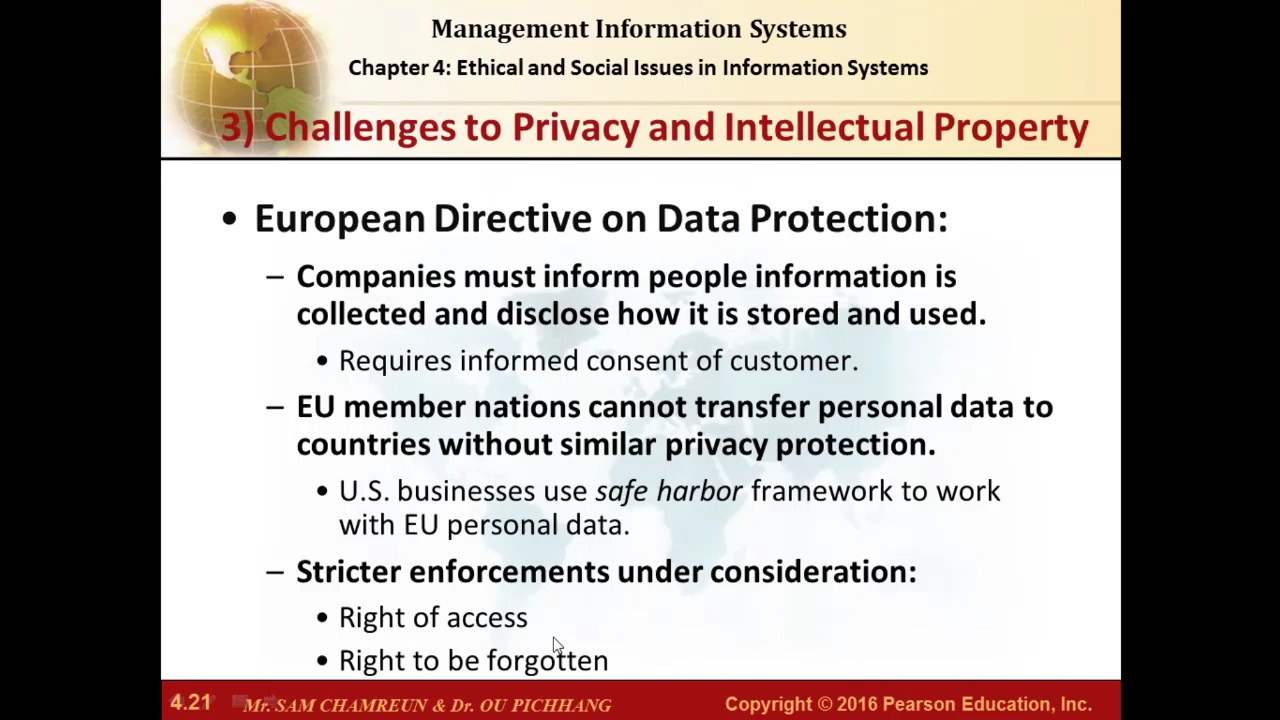 Management Information Systems
Chapter 4: Ethical and Social Issues in Information Systems
3) Challenges to Privacy and Intellectual Property
• European Directive on Data Protection:
– Companies must inform people information is
collected and disclose how it is stored and used.
• Requires informed consent of customer.
– EU member nations cannot transfer personal data to
countries without similar privacy protection.
• U.S. businesses use safe harbor framework to work
with EU personal data.
– Stricter enforcements under consideration:
• Right of access
• Right to be forgotten
4.21 Mr. SAM CHAMREUN & Dr. OU PICHHANG Copyright © 2016 Pearson Education, Inc.